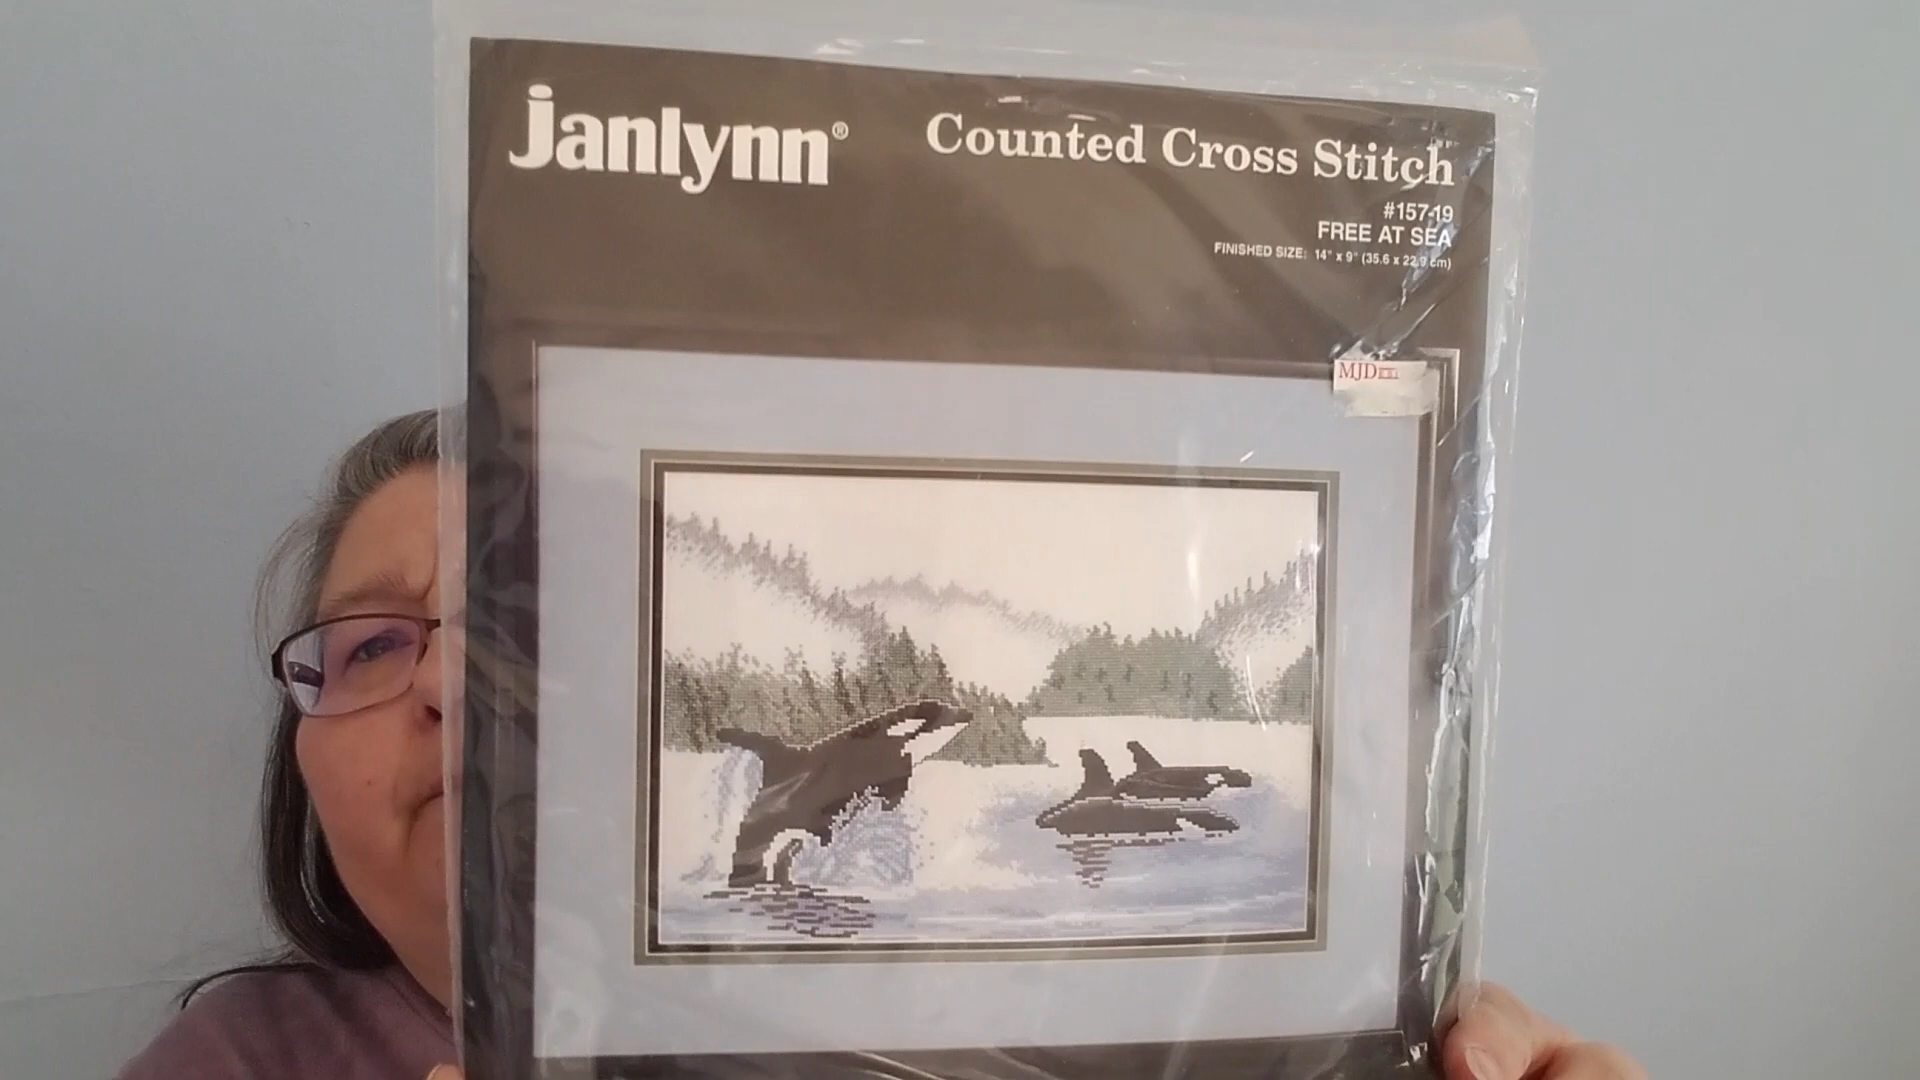 janlynn®
Counted Cross Stitch
#157-19
FREE AT SEA
FINISHED SIZE: 14" x 9" (35.6 x 22.9 cm)
MJD